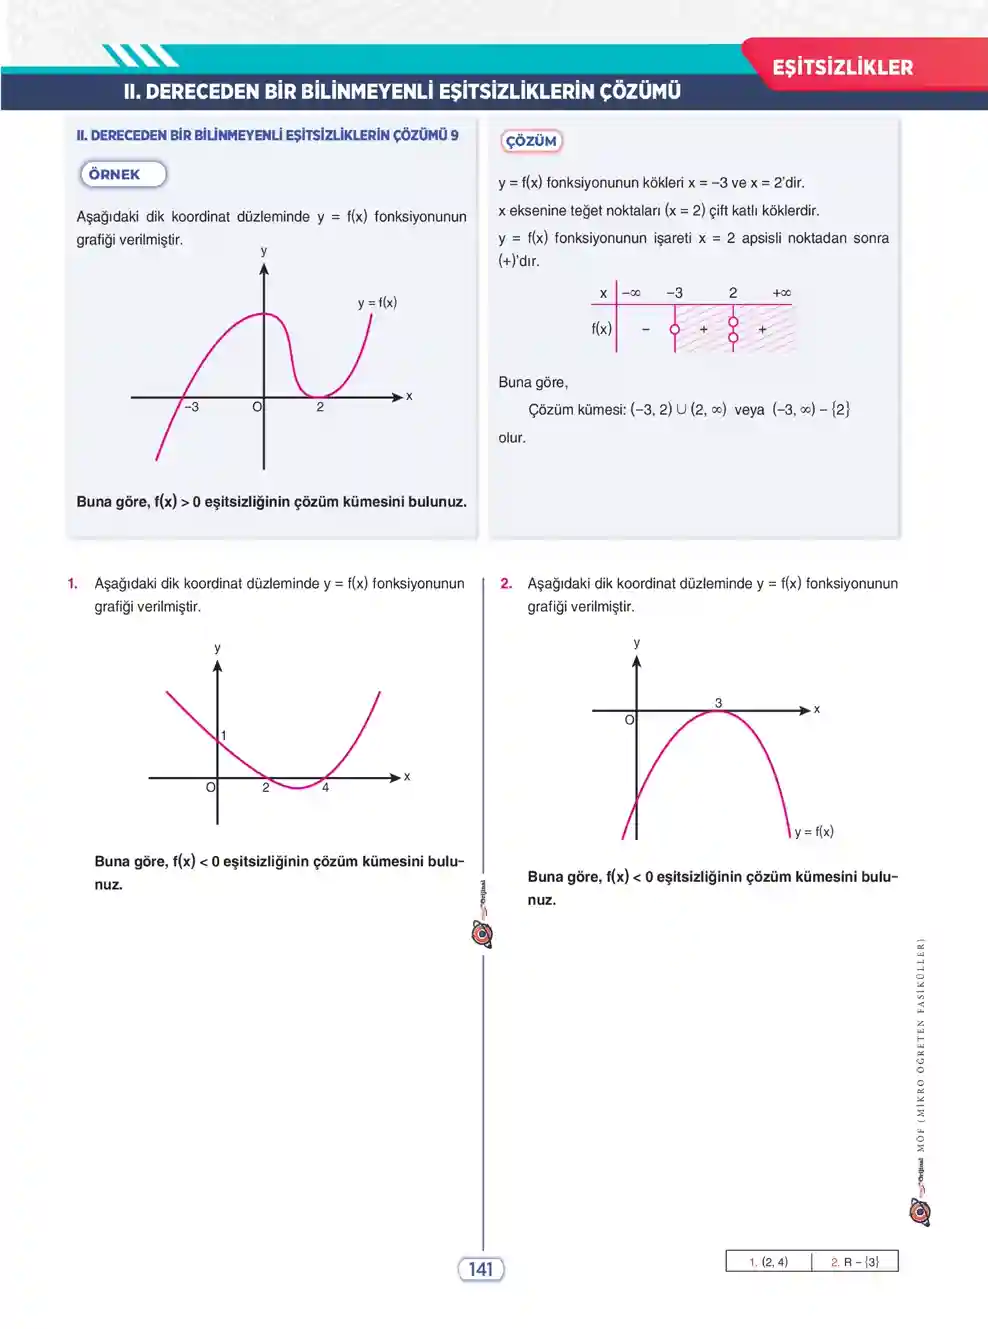 EŞİTSİZLİKLER
II. DERECEDEN BİR BİLİNMEYENLİ EŞİTSİZLİKLERİN ÇÖZÜMÜ
II. DERECEDEN BİR BİLİNMEYENLİ EŞİTSİZLİKLERİN ÇÖZÜMÜ 9
ÖRNEK
Aşağıdaki dik koordinat düzleminde y = f(x) fonksiyonunun
grafiği verilmiştir.
y
y = f(x)
x
-3
O
2
Buna göre, f(x) > 0 eşitsizliğinin çözüm kümesini bulunuz.
ÇÖZÜM
y = f(x) fonksiyonunun kökleri x = -3 ve x = 2'dir.
x eksenine teğet noktaları (x = 2) çift katlı köklerdir.
y = f(x) fonksiyonunun işareti x = 2 apsisli noktadan sonra
(+)'dır.
x -∞ -3 2 +∞
f(x) - + +
Buna göre,
Çözüm kümesi: (-3, 2) ∪ (2, ∞) veya (-3, ∞) - {2}
olur.
1. Aşağıdaki dik koordinat düzleminde y = f(x) fonksiyonunun
grafiği verilmiştir.
y
1
x
O
2
4
Buna göre, f(x) < 0 eşitsizliğinin çözüm kümesini bulu-
nuz.
2. Aşağıdaki dik koordinat düzleminde y = f(x) fonksiyonunun
grafiği verilmiştir.
y
3
x
O
y = f(x)
Buna göre, f(x) < 0 eşitsizliğinin çözüm kümesini bulu-
nuz.
Orijinal
Orijinal MÖF (MİKRO ÖĞRETEN FASİKÜLLER)
141
1. (2, 4) 2. R - {3}